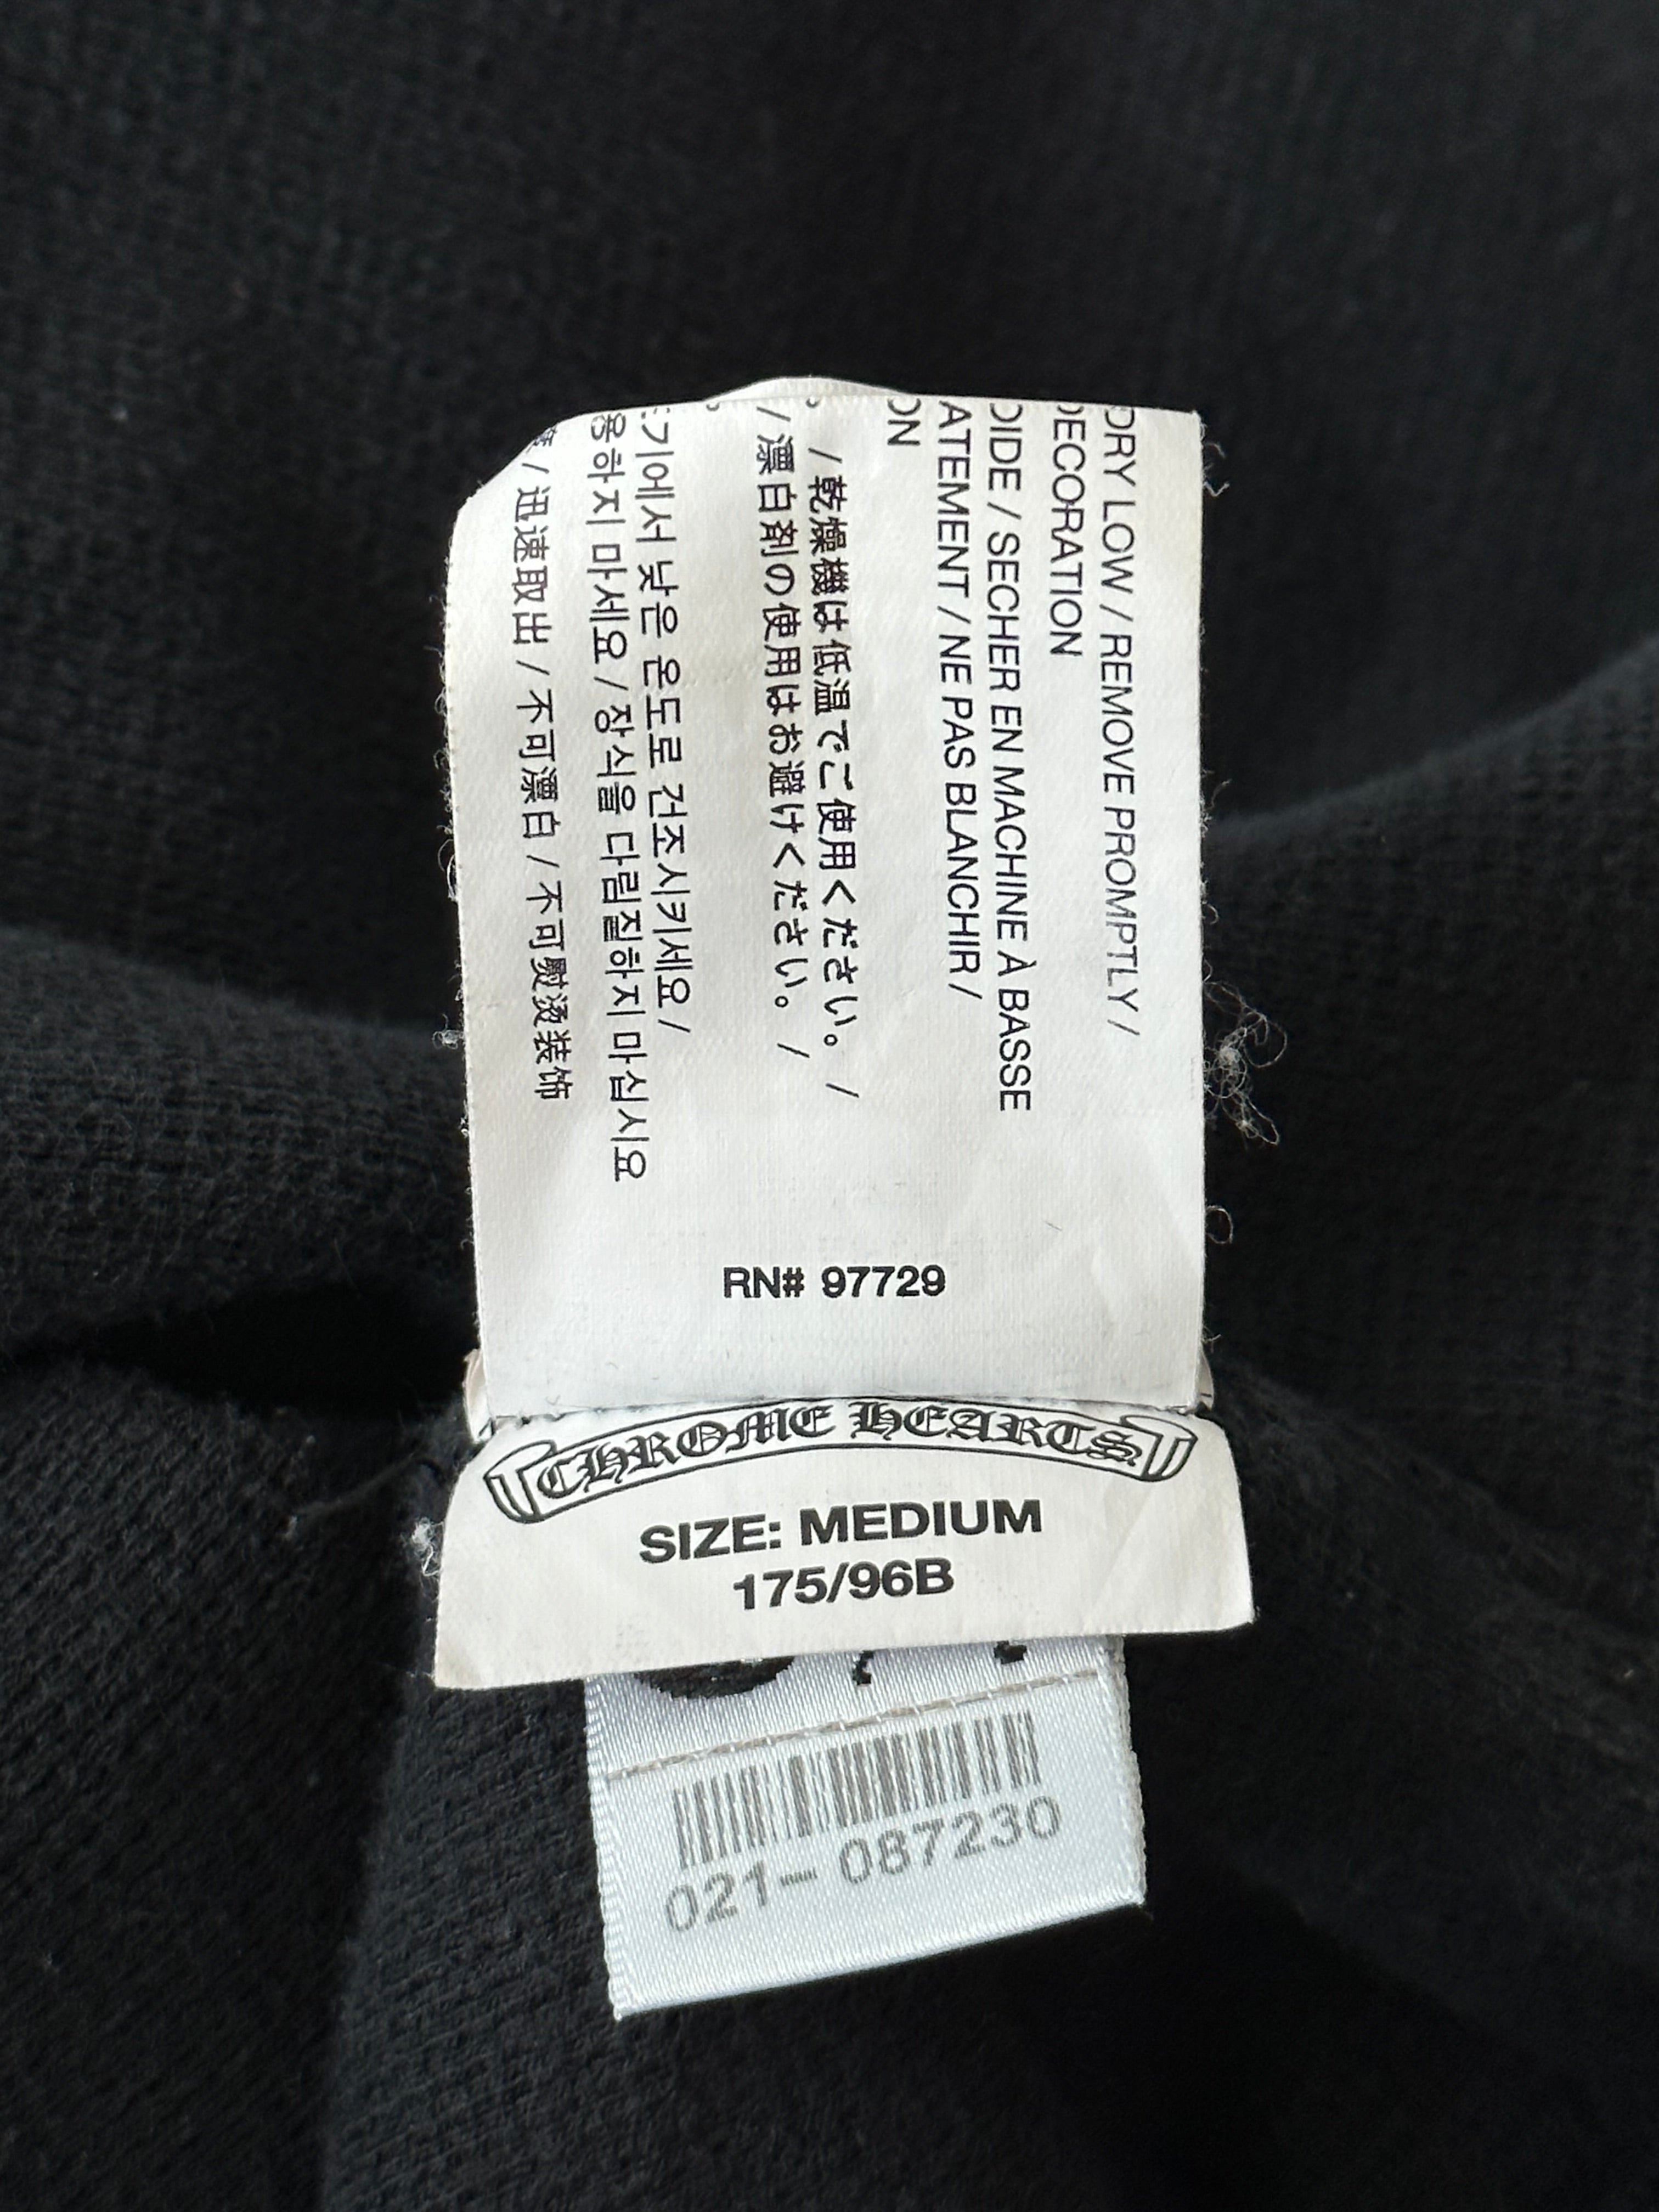 DRY LOW / REMOVE PROMPTLY /
DECORATION
OIDE / SECHER EN MACHINE À BASSE
ATEMENT / NE PAS BLANCHIR /
ON
。 / 乾燥機は低温でご使用ください。 /
/ 漂白剤の使用はお避けください。 /
기에서 낮은 온도로 건조시키세요 /
용하지 마세요 / 장식을 다림질하지 마십시오
/ 迅速取出 / 不可漂白 / 不可熨烫装饰
RN# 97729
CHROME HEARTS
SIZE: MEDIUM
175/96B
021-087230